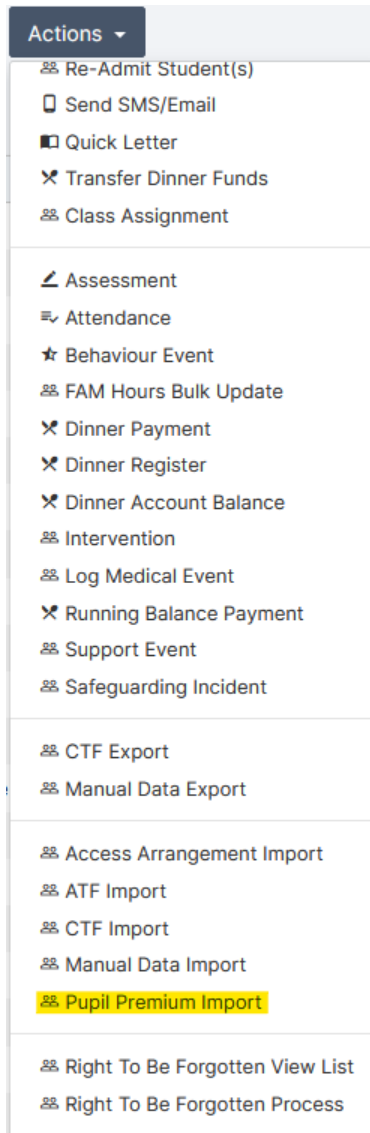 Actions
Re-Admit Student(s)
Send SMS/Email
Quick Letter
Transfer Dinner Funds
Class Assignment
Assessment
Attendance
Behaviour Event
FAM Hours Bulk Update
Dinner Payment
Dinner Register
Dinner Account Balance
Intervention
Log Medical Event
Running Balance Payment
Support Event
Safeguarding Incident
CTF Export
Manual Data Export
Access Arrangement Import
ATF Import
CTF Import
Manual Data Import
Pupil Premium Import
Right To Be Forgotten View List
Right To Be Forgotten Process